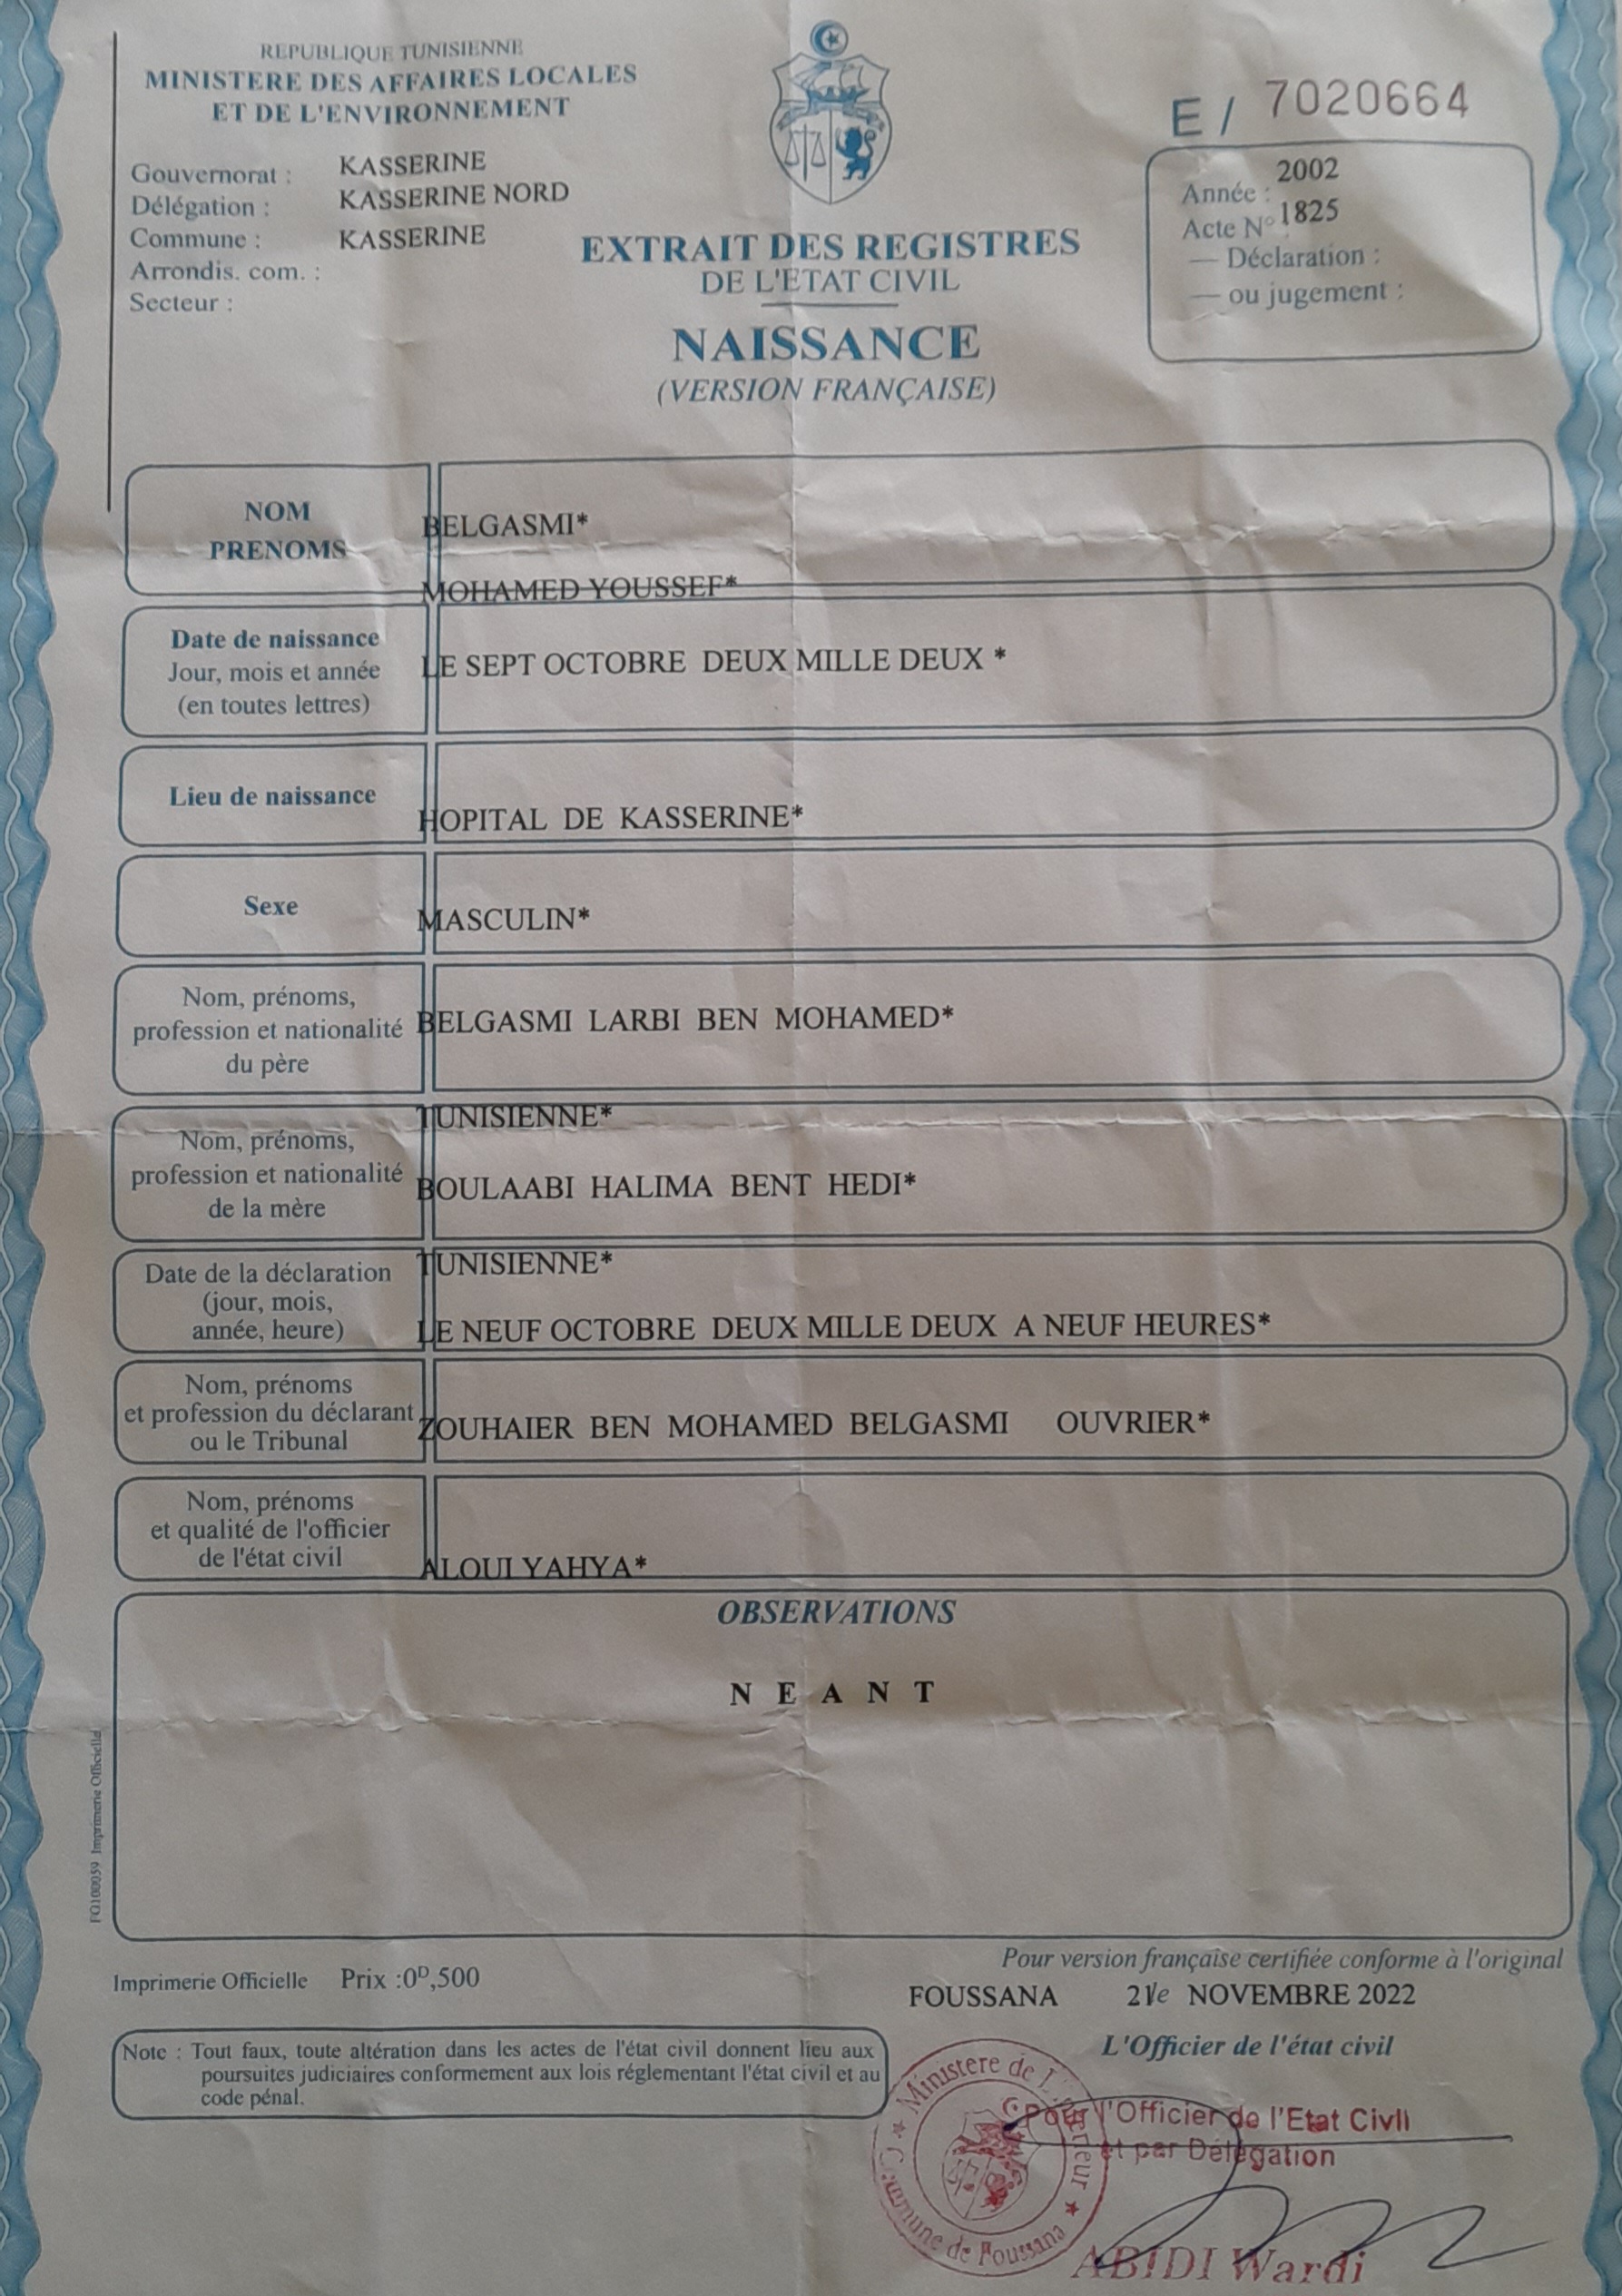 REPUBLIQUE TUNISIENNE
MINISTERE DES AFFAIRES LOCALES
ET DE L'ENVIRONNEMENT
Gouvernorat : KASSERINE
Délégation : KASSERINE NORD
Commune : KASSERINE
Arrondis. com. :
Secteur :
E / 7020664
Année : 2002
Acte N° 1825
— Déclaration :
— ou jugement :
EXTRAIT DES REGISTRES
DE L'ETAT CIVIL
NAISSANCE
(VERSION FRANÇAISE)
NOM
PRENOMS
BELGASMI*
MOHAMED YOUSSEF*
Date de naissance
Jour, mois et année
(en toutes lettres)
LE SEPT OCTOBRE DEUX MILLE DEUX *
Lieu de naissance
HOPITAL DE KASSERINE*
Sexe
MASCULIN*
Nom, prénoms,
profession et nationalité
du père
BELGASMI LARBI BEN MOHAMED*
TUNISIENNE*
Nom, prénoms,
profession et nationalité
de la mère
BOULAABI HALIMA BENT HEDI*
TUNISIENNE*
Date de la déclaration
(jour, mois,
année, heure)
LE NEUF OCTOBRE DEUX MILLE DEUX A NEUF HEURES*
Nom, prénoms
et profession du déclarant
ou le Tribunal
ZOUHAIER BEN MOHAMED BELGASMI OUVRIER*
Nom, prénoms
et qualité de l'officier
de l'état civil
ALOUI YAHYA*
OBSERVATIONS
N E A N T
FG100059 Imprimerie Officielle
Imprimerie Officielle Prix :0D,500
Pour version française certifiée conforme à l'original
FOUSSANA 21 le NOVEMBRE 2022
L'Officier de l'état civil
Note : Tout faux, toute altération dans les actes de l'état civil donnent lieu aux
poursuites judiciaires conformement aux lois réglementant l'état civil et au
code pénal.
Ministere de L'Interieur
Commune de Foussana
Pour l'Officier de l'Etat Civil
et par Délégation
ABIDI Wardi